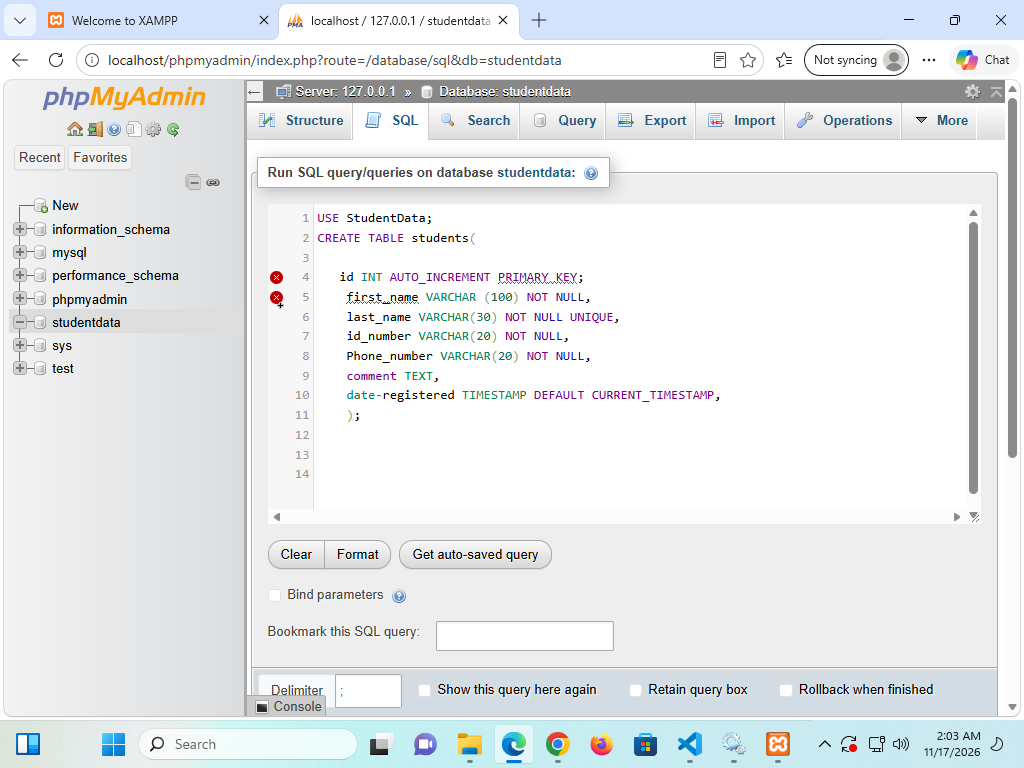 Welcome to XAMPP
localhost / 127.0.0.1 / studentdata
localhost/phpmyadmin/index.php?route=/database/sql&db=studentdata
Not syncing
Chat
phpMyAdmin
Recent
Favorites
New
information_schema
mysql
performance_schema
phpmyadmin
studentdata
sys
test
Server: 127.0.0.1 » Database: studentdata
Structure
SQL
Search
Query
Export
Import
Operations
More
Run SQL query/queries on database studentdata:
1 USE StudentData;
2 CREATE TABLE students(
3
4 id INT AUTO_INCREMENT PRIMARY KEY;
5 first_name VARCHAR (100) NOT NULL,
6 last_name VARCHAR(30) NOT NULL UNIQUE,
7 id_number VARCHAR(20) NOT NULL,
8 Phone_number VARCHAR(20) NOT NULL,
9 comment TEXT,
10 date-registered TIMESTAMP DEFAULT CURRENT_TIMESTAMP,
11 );
12
13
14
Clear
Format
Get auto-saved query
Bind parameters
Bookmark this SQL query:
Delimiter ;
Show this query here again
Retain query box
Rollback when finished
Console
Search
2:03 AM
11/17/2026